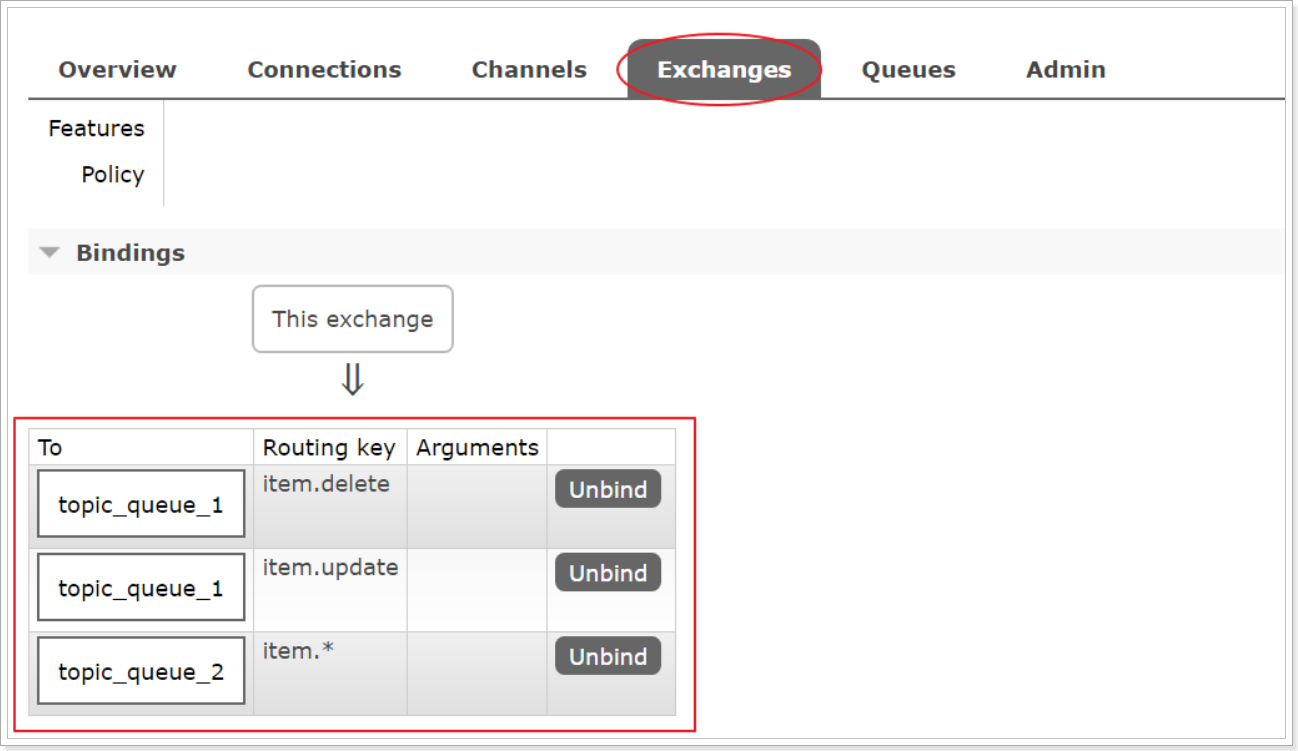 Overview Connections Channels Exchanges Queues Admin
Features
Policy
Bindings
This exchange
⇓
To Routing key Arguments
topic_queue_1 item.delete Unbind
topic_queue_1 item.update Unbind
topic_queue_2 item.* Unbind